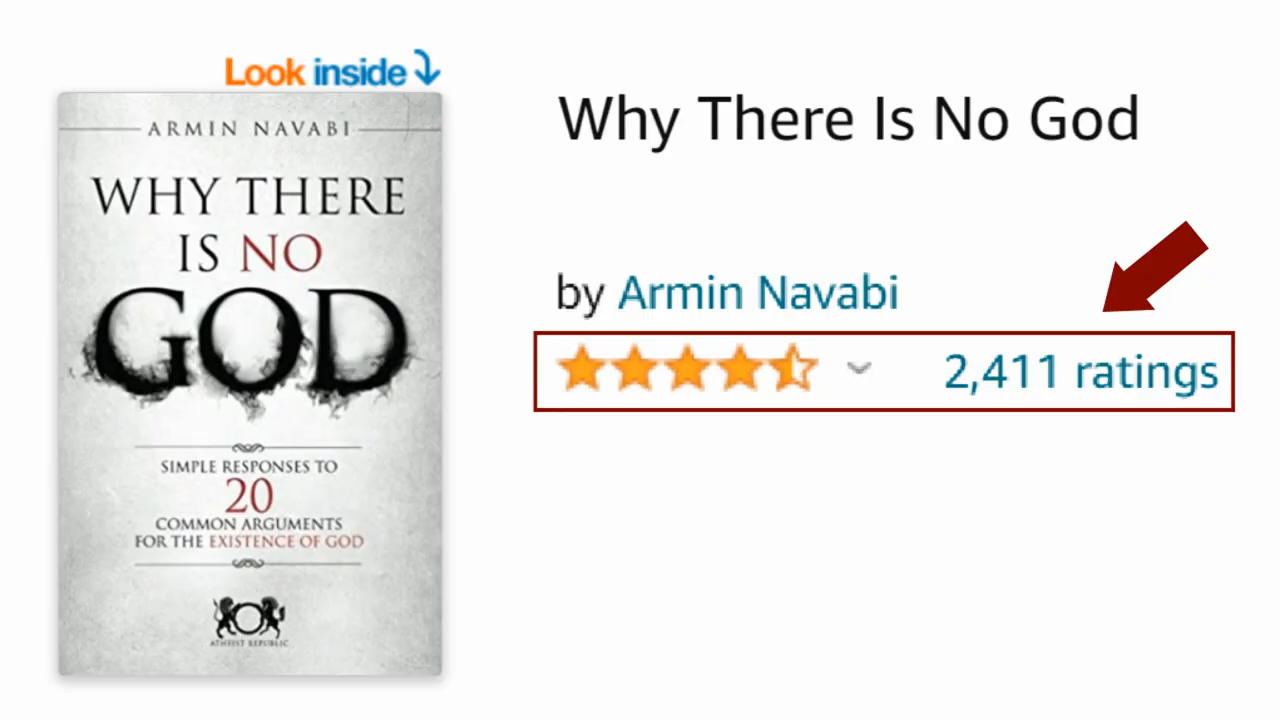 Look inside
ARMIN NAVABI
WHY THERE
IS NO
GOD
SIMPLE RESPONSES TO
20
COMMON ARGUMENTS
FOR THE EXISTENCE OF GOD
ATHEIST REPUBLIC
Why There Is No God
by Armin Navabi
2,411 ratings